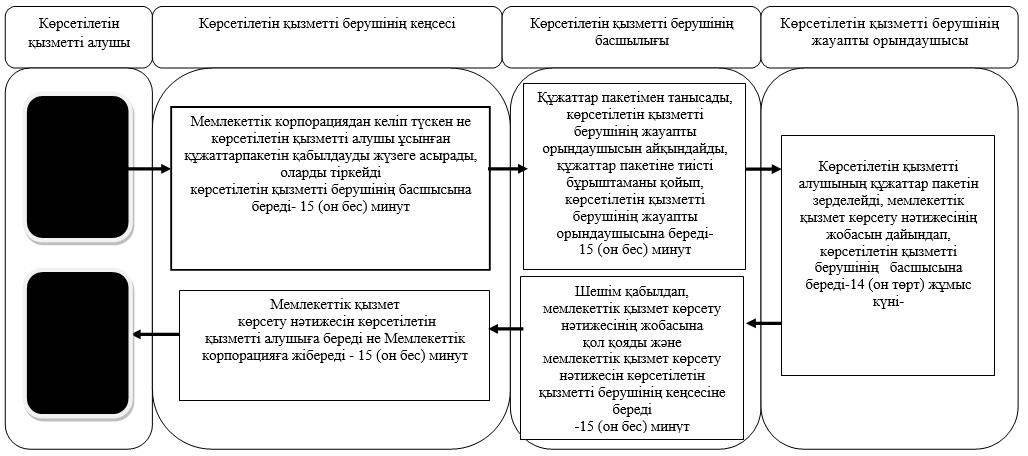 Көрсетілетін
қызметті алушы
Көрсетілетін қызметті берушінің кеңсесі
Көрсетілетін қызметті берушінің
басшылығы
Көрсетілетін қызметті берушінің
жауапты орындаушысы
Мемлекеттік корпорациядан келіп түскен не
көрсетілетін қызметті алушы ұсынған
құжаттарпакетін қабылдауды жүзеге асырады,
оларды тіркейді
көрсетілетін қызметті берушінің басшысына
береді- 15 (он бес) минут
Құжаттар пакетімен танысады,
көрсетілетін қызметті
берушінің жауапты
орындаушысын айқындайды,
құжаттар пакетіне тиісті
бұрыштаманы қойып,
көрсетілетін қызметті
берушінің жауапты
орындаушысына береді-
15 (он бес) минут
Көрсетілетін қызметті
алушының құжаттар пакетін
зерделейді, мемлекеттік
қызмет көрсету нәтижесінің
жобасын дайындап,
көрсетілетін қызметті
берушінің басшысына
береді-14 (он төрт) жұмыс
күні-
Шешім қабылдап,
мемлекеттік қызмет көрсету
нәтижесінің жобасына
қол қояды және
мемлекеттік қызмет көрсету
нәтижесін көрсетілетін
қызметті берушінің кеңсесіне
береді
-15 (он бес) минут
Мемлекеттік қызмет
көрсету нәтижесін көрсетілетін
қызметті алушыға береді не Мемлекеттік
корпорацияға жібереді - 15 (он бес) минут